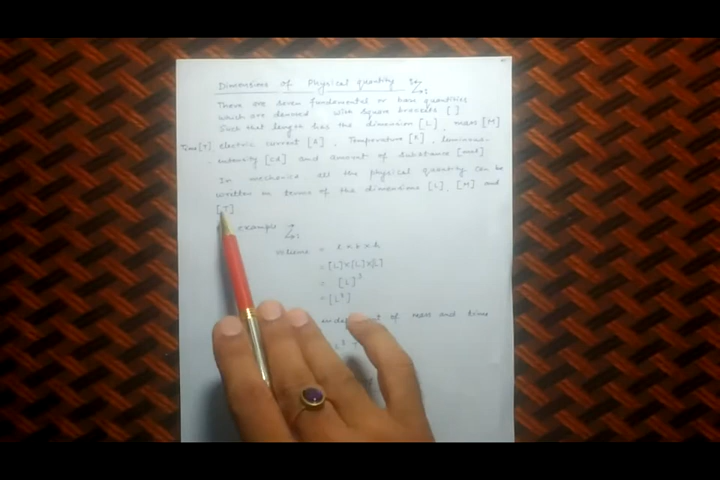 Dimensions of Physical quantity
There are seven fundamental or base quantities
which are denoted with square brackets [ ]
Such that length has the dimension [L], mass [M]
Time [T], electric current [A], Temperature [K], luminous-
intensity [Cd] and amount of substance [mol]
In mechanics all the physical quantity can be
written in terms of the dimensions [L], [M] and
[T]
example
volume = l × b × h
= [L]×[L]×[L]
= [L]³
= [L³]
of mass and time